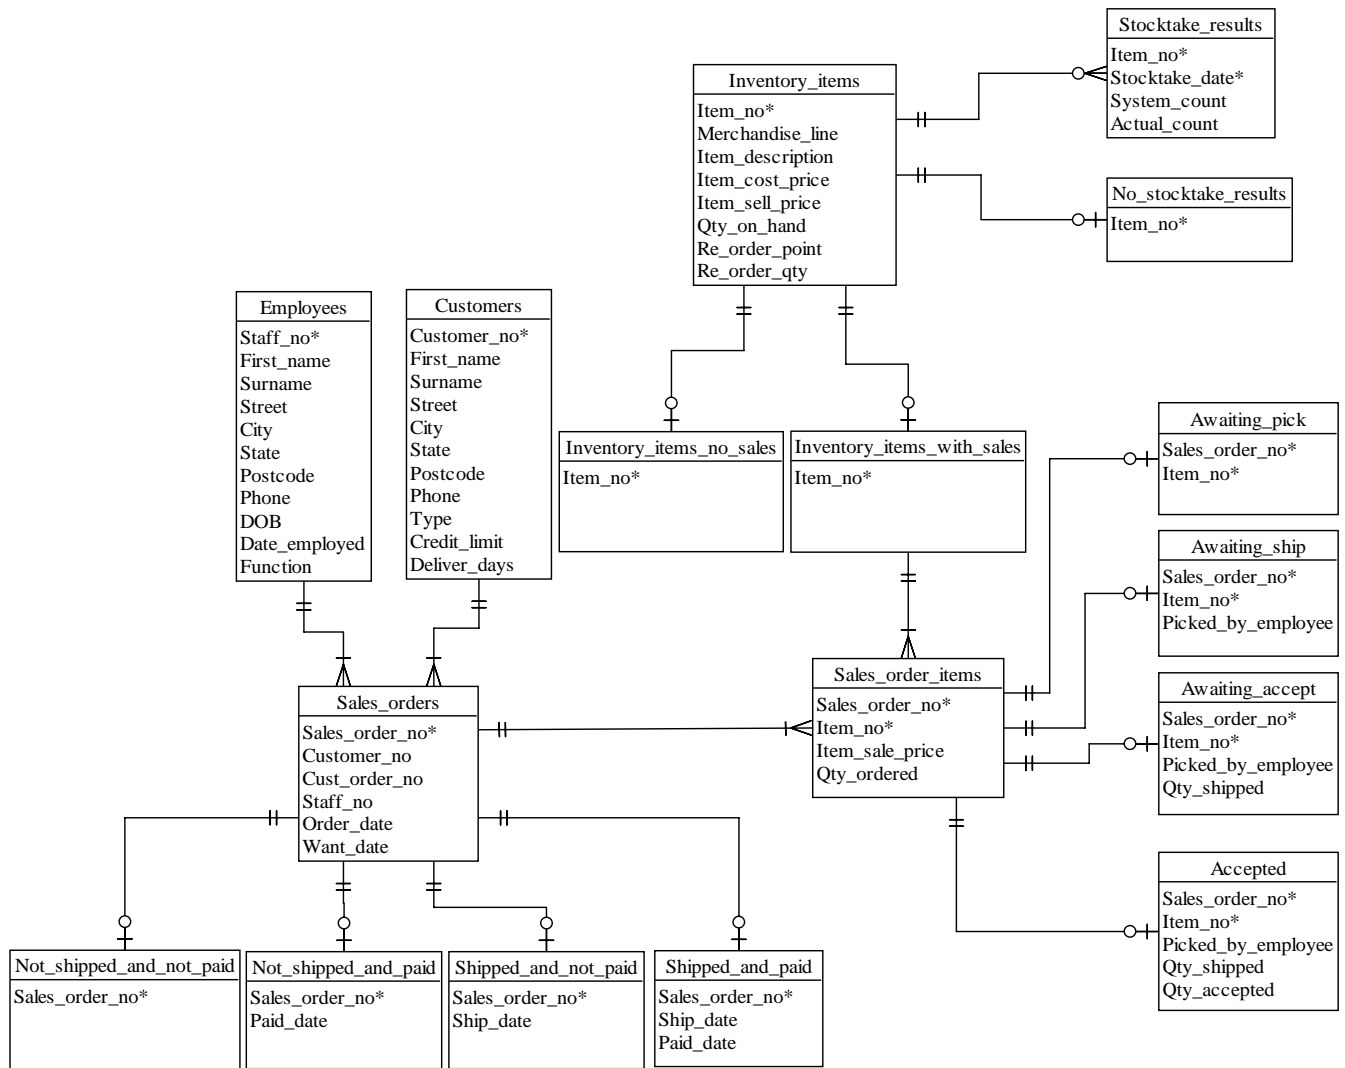 Stocktake_results
Item_no*
Stocktake_date*
System_count
Actual_count
Inventory_items
Item_no*
Merchandise_line
Item_description
Item_cost_price
Item_sell_price
Qty_on_hand
Re_order_point
Re_order_qty
No_stocktake_results
Item_no*
Employees
Staff_no*
First_name
Surname
Street
City
State
Postcode
Phone
DOB
Date_employed
Function
Customers
Customer_no*
First_name
Surname
Street
City
State
Postcode
Phone
Type
Credit_limit
Deliver_days
Inventory_items_no_sales
Item_no*
Inventory_items_with_sales
Item_no*
Awaiting_pick
Sales_order_no*
Item_no*
Awaiting_ship
Sales_order_no*
Item_no*
Picked_by_employee
Sales_orders
Sales_order_no*
Customer_no
Cust_order_no
Staff_no
Order_date
Want_date
Sales_order_items
Sales_order_no*
Item_no*
Item_sale_price
Qty_ordered
Awaiting_accept
Sales_order_no*
Item_no*
Picked_by_employee
Qty_shipped
Accepted
Sales_order_no*
Item_no*
Picked_by_employee
Qty_shipped
Qty_accepted
Not_shipped_and_not_paid
Sales_order_no*
Not_shipped_and_paid
Sales_order_no*
Paid_date
Shipped_and_not_paid
Sales_order_no*
Ship_date
Shipped_and_paid
Sales_order_no*
Ship_date
Paid_date